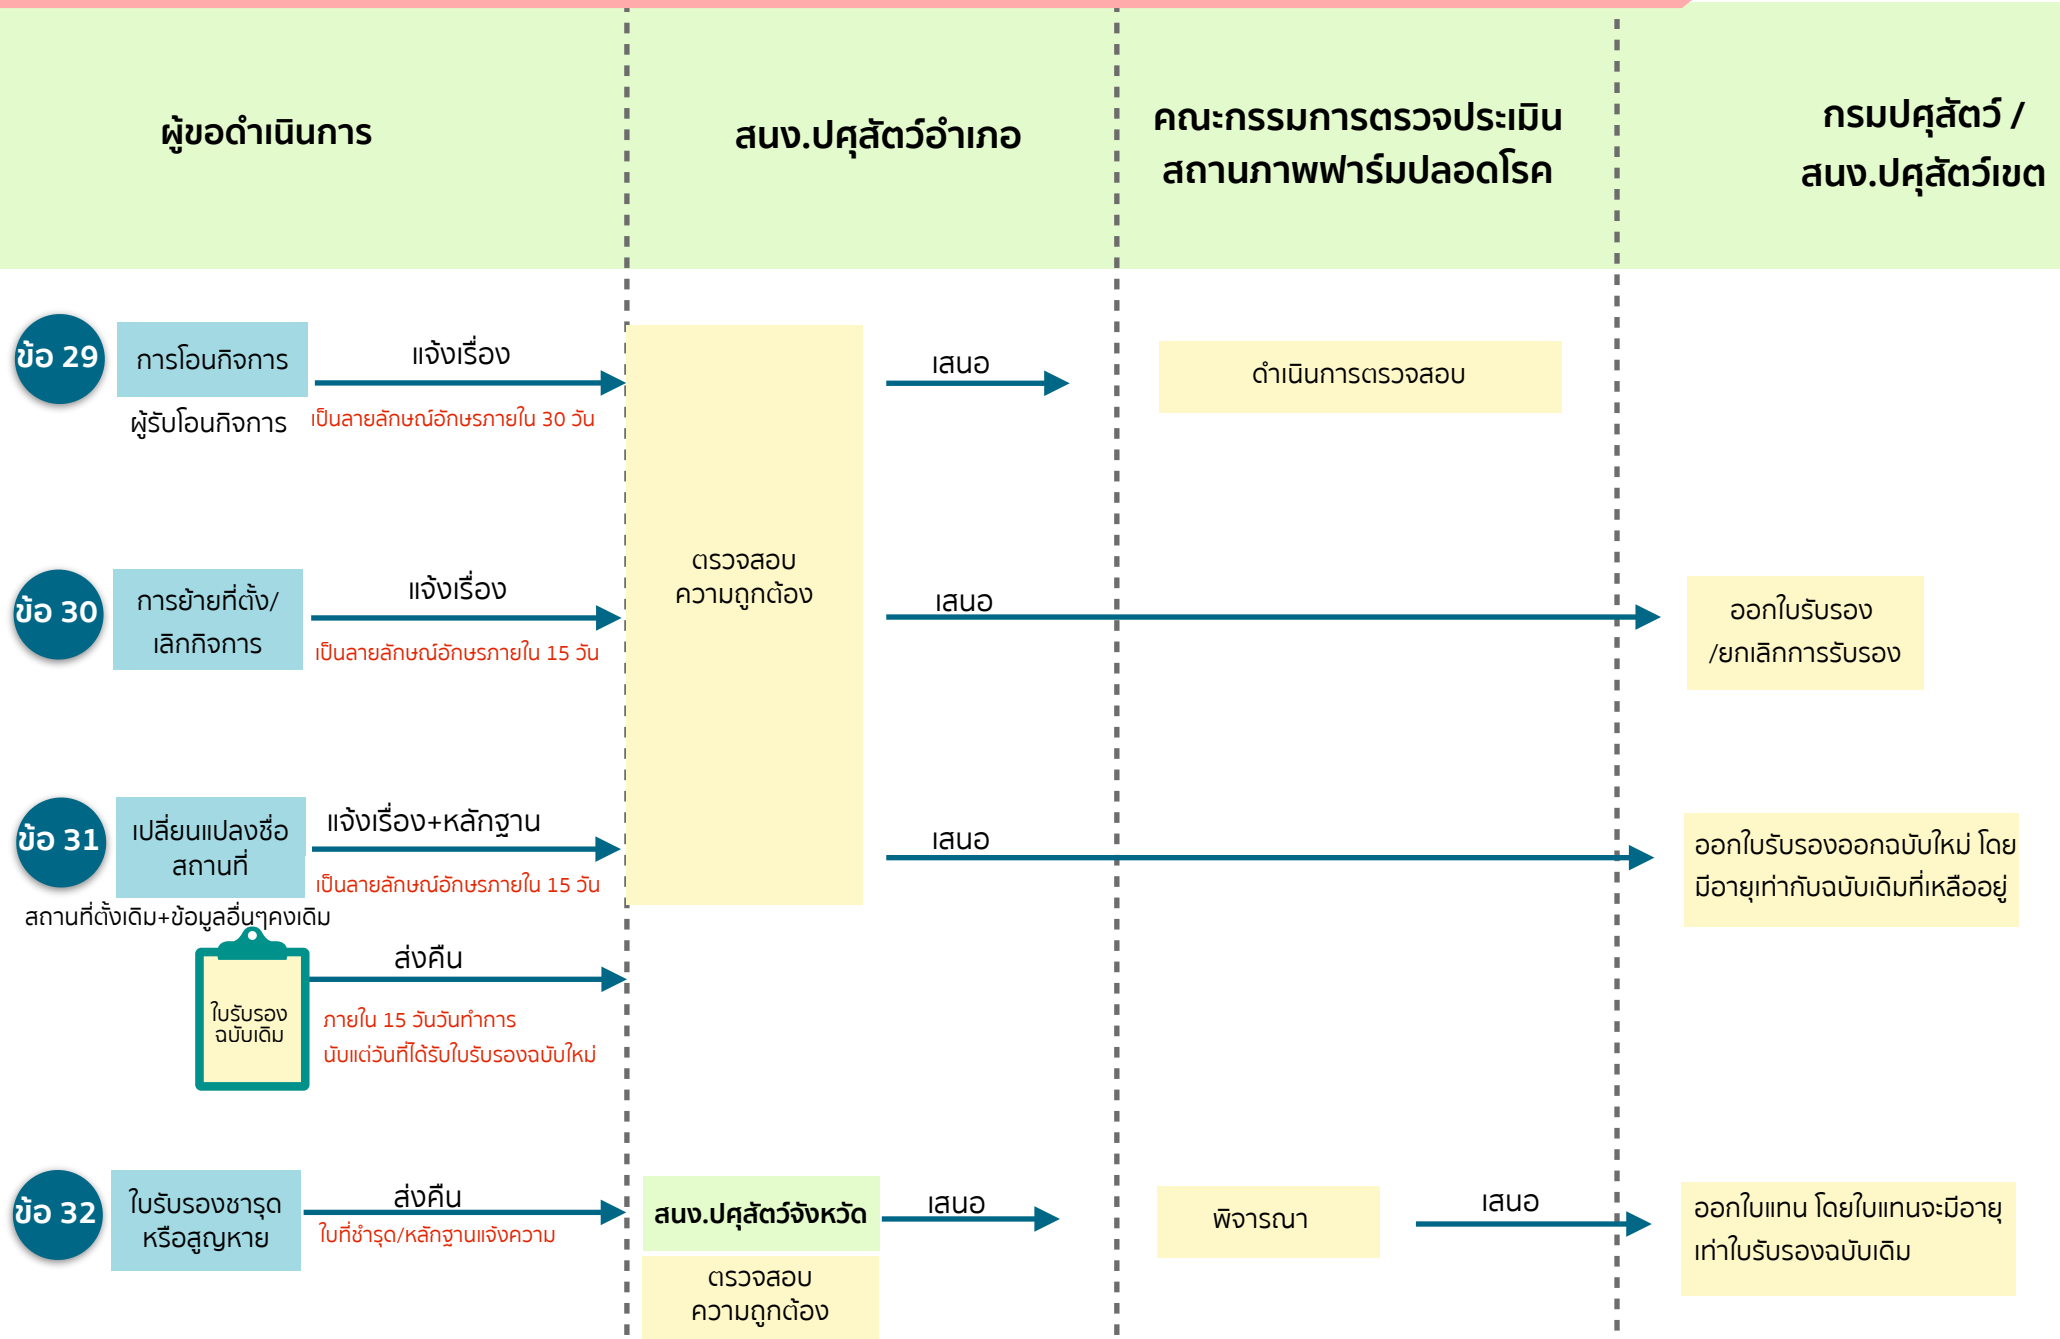 ผู้ขอดำเนินการ
สนง.ปศุสัตว์อำเภอ
คณะกรรมการตรวจประเมิน
สถานภาพฟาร์มปลอดโรค
กรมปศุสัตว์ /
สนง.ปศุสัตว์เขต
ข้อ 29
การโอนกิจการ
ผู้รับโอนกิจการ
แจ้งเรื่อง
เป็นลายลักษณ์อักษรภายใน 30 วัน
เสนอ
ดำเนินการตรวจสอบ
ตรวจสอบ
ความถูกต้อง
ข้อ 30
การย้ายที่ตั้ง/
เลิกกิจการ
แจ้งเรื่อง
เป็นลายลักษณ์อักษรภายใน 15 วัน
เสนอ
ออกใบรับรอง
/ยกเลิกการรับรอง
ข้อ 31
เปลี่ยนแปลงชื่อ
สถานที่
แจ้งเรื่อง+หลักฐาน
เป็นลายลักษณ์อักษรภายใน 15 วัน
เสนอ
ออกใบรับรองออกฉบับใหม่ โดย
มีอายุเท่ากับฉบับเดิมที่เหลืออยู่
สถานที่ตั้งเดิม+ข้อมูลอื่นๆคงเดิม
ใบรับรอง
ฉบับเดิม
ส่งคืน
ภายใน 15 วันวันทำการ
นับแต่วันที่ได้รับใบรับรองฉบับใหม่
ข้อ 32
ใบรับรองชารุด
หรือสูญหาย
ส่งคืน
ใบที่ชำรุด/หลักฐานแจ้งความ
สนง.ปศุสัตว์จังหวัด
ตรวจสอบ
ความถูกต้อง
เสนอ
พิจารณา
เสนอ
ออกใบแทน โดยใบแทนจะมีอายุ
เท่าใบรับรองฉบับเดิม